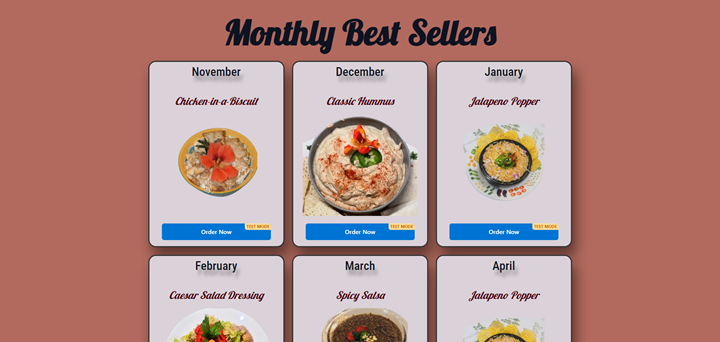 Monthly Best Sellers
November
December
January
Chicken-in-a-Biscuit
Classic Hummus
Jalapeno Popper
TEST MODE
TEST MODE
TEST MODE
Order Now
Order Now
Order Now
February
March
April
Caesar Salad Dressing
Spicy Salsa
Jalapeno Popper